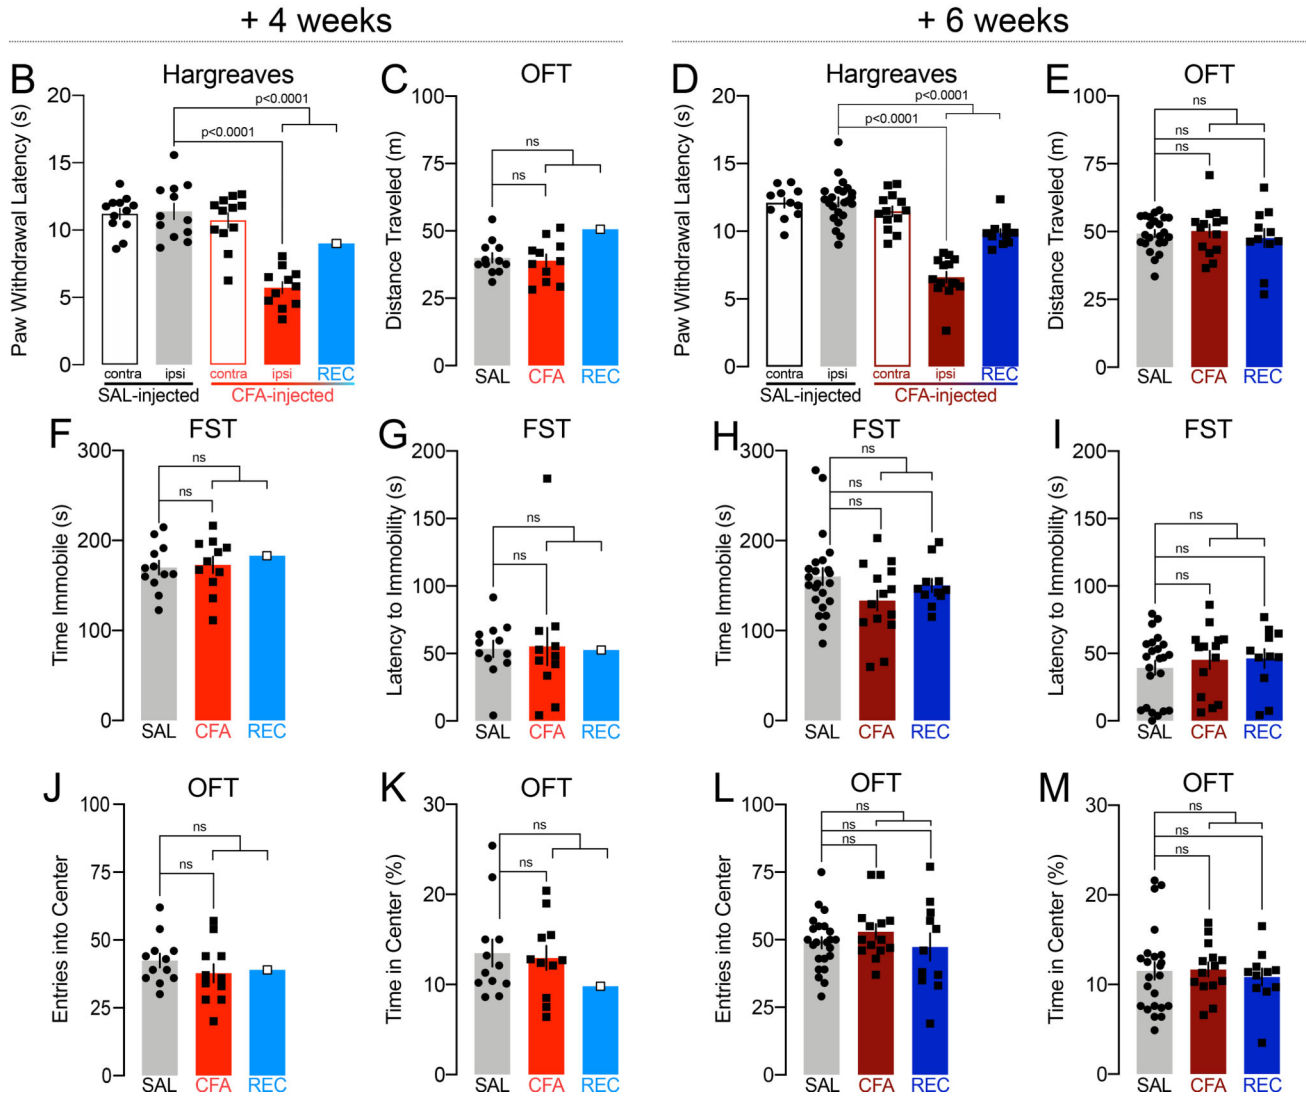 + 4 weeks
+ 6 weeks
B
Hargreaves
Paw Withdrawal Latency (s)
20
15
10
5
0
p<0.0001
p<0.0001
contra
ipsi
contra
ipsi
REC
SAL-injected
CFA-injected
C
OFT
Distance Traveled (m)
100
75
50
25
0
ns
ns
SAL
CFA
REC
D
Hargreaves
Paw Withdrawal Latency (s)
20
15
10
5
0
p<0.0001
p<0.0001
contra
ipsi
contra
ipsi
REC
SAL-injected
CFA-injected
E
OFT
Distance Traveled (m)
100
75
50
25
0
ns
ns
ns
SAL
CFA
REC
F
FST
Time Immobile (s)
300
200
100
0
ns
ns
SAL
CFA
REC
G
FST
Latency to Immobility (s)
200
150
100
50
0
ns
ns
SAL
CFA
REC
H
FST
Time Immobile (s)
300
200
100
0
ns
ns
ns
SAL
CFA
REC
I
FST
Latency to Immobility (s)
200
150
100
50
0
ns
ns
ns
SAL
CFA
REC
J
OFT
Entries into Center
100
75
50
25
0
ns
ns
SAL
CFA
REC
K
OFT
Time in Center (%)
30
20
10
0
ns
ns
SAL
CFA
REC
L
OFT
Entries into Center
100
75
50
25
0
ns
ns
ns
SAL
CFA
REC
M
OFT
Time in Center (%)
30
20
10
0
ns
ns
ns
SAL
CFA
REC